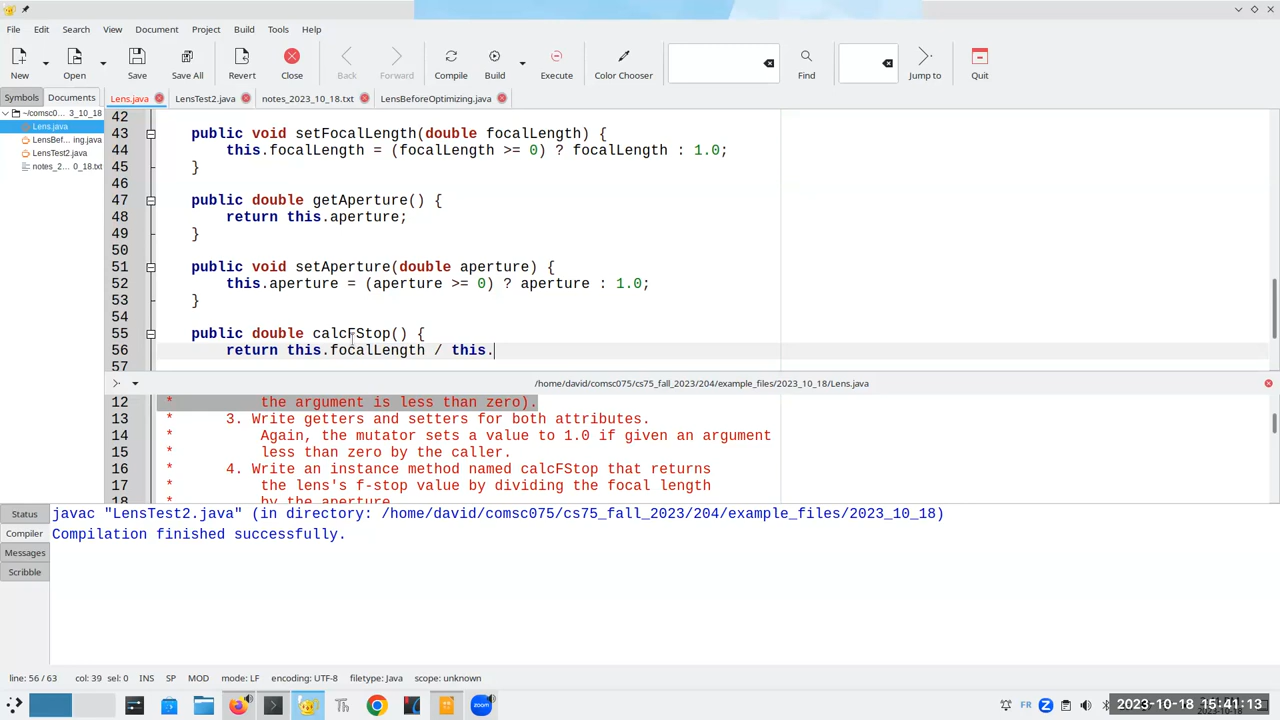 File Edit Search View Document Project Build Tools Help
New Open Save Save All Revert Close Back Forward Compile Build Execute Color Chooser Find Jump to Quit
Symbols Documents Lens.java LensTest2.java notes_2023_10_18.txt LensBeforeOptimizing.java
~/comsc0… 3_10_18
Lens.java
LensBef… ing.java
LensTest2.java
notes_2… 0_18.txt
42
43 public void setFocalLength(double focalLength) {
44 this.focalLength = (focalLength >= 0) ? focalLength : 1.0;
45 }
46
47 public double getAperture() {
48 return this.aperture;
49 }
50
51 public void setAperture(double aperture) {
52 this.aperture = (aperture >= 0) ? aperture : 1.0;
53 }
54
55 public double calcFStop() {
56 return this.focalLength / this.
57
/home/david/comsc075/cs75_fall_2023/204/example_files/2023_10_18/Lens.java
12 * the argument is less than zero).
13 * 3. Write getters and setters for both attributes.
14 * Again, the mutator sets a value to 1.0 if given an argument
15 * less than zero by the caller.
16 * 4. Write an instance method named calcFStop that returns
17 * the lens's f-stop value by dividing the focal length
18 * by the aperture
Status
Compiler
Messages
Scribble
javac "LensTest2.java" (in directory: /home/david/comsc075/cs75_fall_2023/204/example_files/2023_10_18)
Compilation finished successfully.
line: 56 / 63 col: 39 sel: 0 INS SP MOD mode: LF encoding: UTF-8 filetype: Java scope: unknown
Th zoom FR Z 2023-10-18 15:41:13